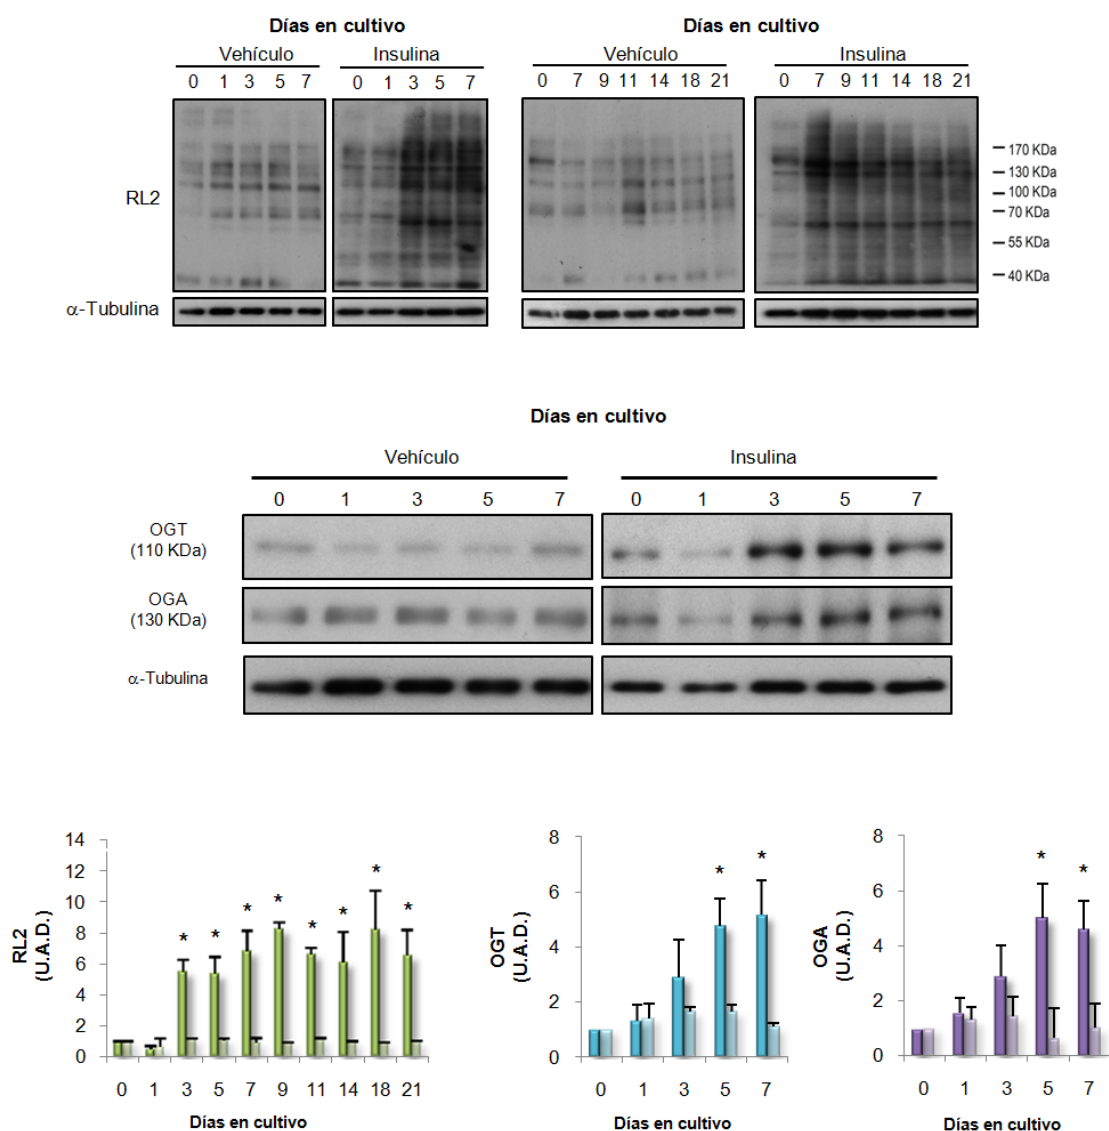 Días en cultivo Días en cultivo
Vehículo Insulina Vehículo Insulina
0 1 3 5 7 0 1 3 5 7 0 7 9 11 14 18 21 0 7 9 11 14 18 21
RL2
170 KDa
130 KDa
100 KDa
70 KDa
55 KDa
40 KDa
α-Tubulina
Días en cultivo
Vehículo Insulina
0 1 3 5 7 0 1 3 5 7
OGT
(110 KDa)
OGA
(130 KDa)
α-Tubulina
RL2
(U.A.D.)
14
12
10
8
6
4
2
0
* * * * * * * *
0 1 3 5 7 9 11 14 18 21
Días en cultivo
OGT
(U.A.D.)
8
6
4
2
0
* *
0 1 3 5 7
Días en cultivo
OGA
(U.A.D.)
8
6
4
2
0
* *
0 1 3 5 7
Días en cultivo